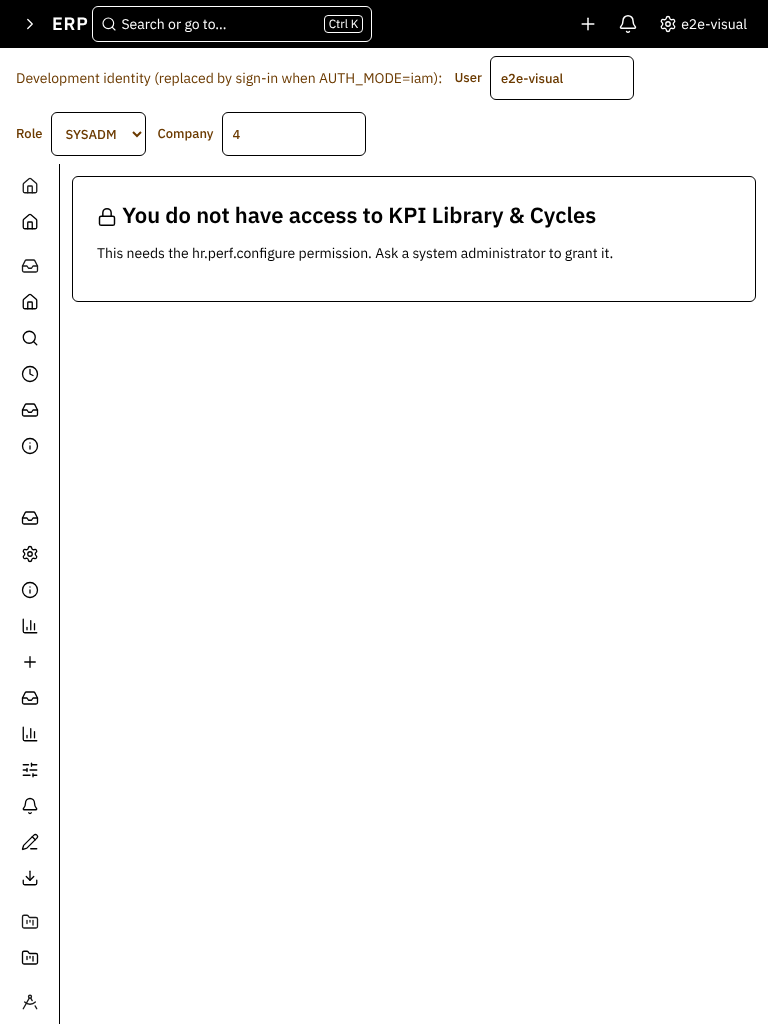 ERP
Search or go to...
Ctrl K
e2e-visual
Development identity (replaced by sign-in when AUTH_MODE=iam):
User
e2e-visual
Role
SYSADM
Company
4
You do not have access to KPI Library & Cycles
This needs the hr.perf.configure permission. Ask a system administrator to grant it.